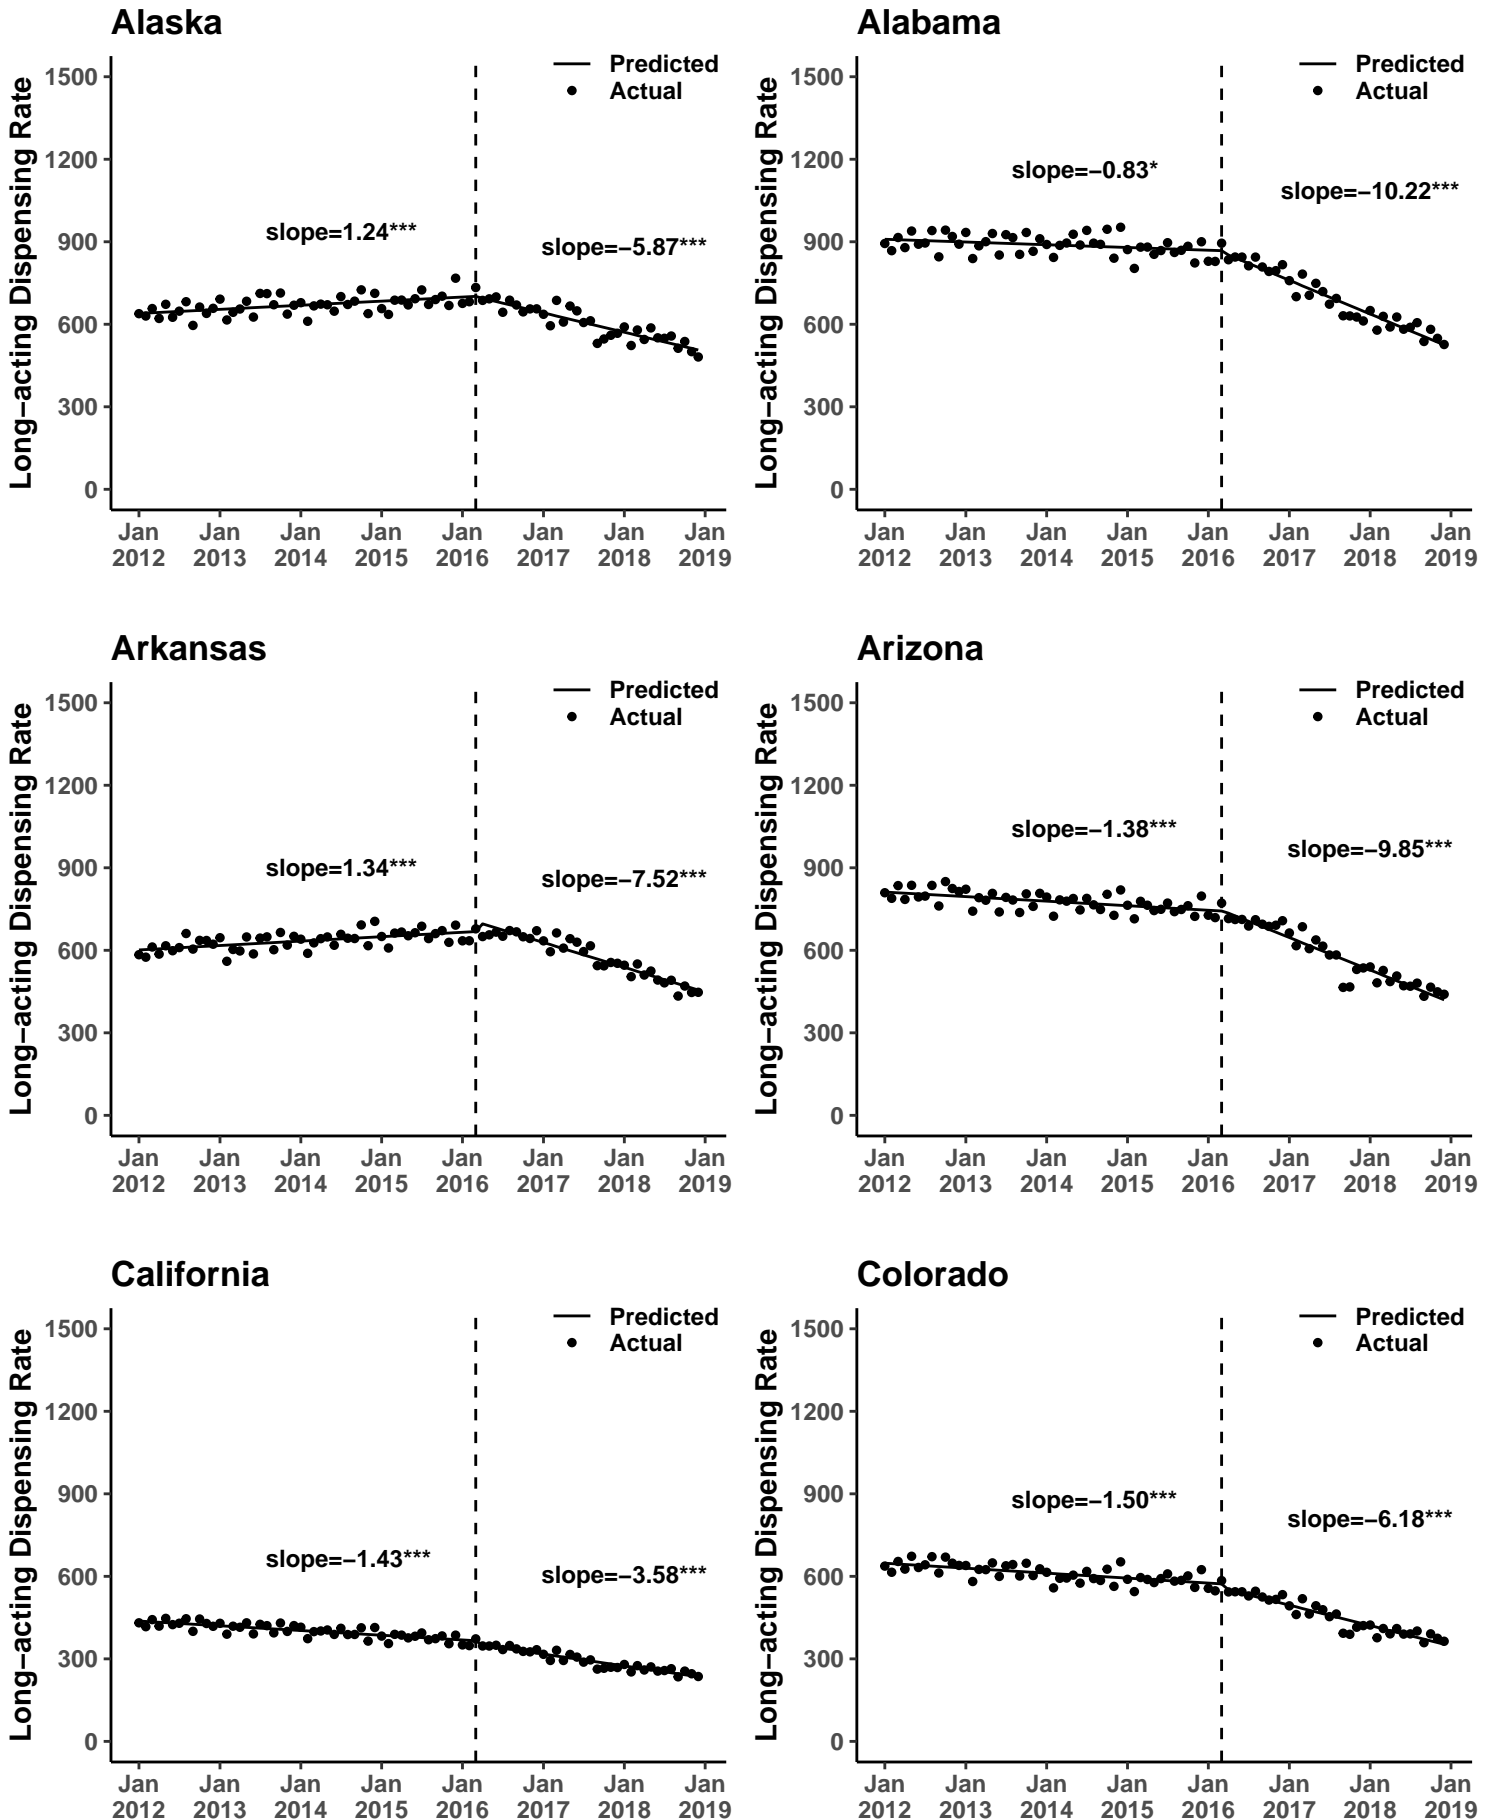 Alaska
Long−acting Dispensing Rate
Predicted
Actual
1500
1200
900
600
300
0
slope=1.24***
slope=−5.87***
Jan Jan Jan Jan Jan Jan Jan Jan
2012 2013 2014 2015 2016 2017 2018 2019
Alabama
Long−acting Dispensing Rate
Predicted
Actual
1500
1200
900
600
300
0
slope=−0.83*
slope=−10.22***
Jan Jan Jan Jan Jan Jan Jan Jan
2012 2013 2014 2015 2016 2017 2018 2019
Arkansas
Long−acting Dispensing Rate
Predicted
Actual
1500
1200
900
600
300
0
slope=1.34***
slope=−7.52***
Jan Jan Jan Jan Jan Jan Jan Jan
2012 2013 2014 2015 2016 2017 2018 2019
Arizona
Long−acting Dispensing Rate
Predicted
Actual
1500
1200
900
600
300
0
slope=−1.38***
slope=−9.85***
Jan Jan Jan Jan Jan Jan Jan Jan
2012 2013 2014 2015 2016 2017 2018 2019
California
Long−acting Dispensing Rate
Predicted
Actual
1500
1200
900
600
300
0
slope=−1.43***
slope=−3.58***
Jan Jan Jan Jan Jan Jan Jan Jan
2012 2013 2014 2015 2016 2017 2018 2019
Colorado
Long−acting Dispensing Rate
Predicted
Actual
1500
1200
900
600
300
0
slope=−1.50***
slope=−6.18***
Jan Jan Jan Jan Jan Jan Jan Jan
2012 2013 2014 2015 2016 2017 2018 2019